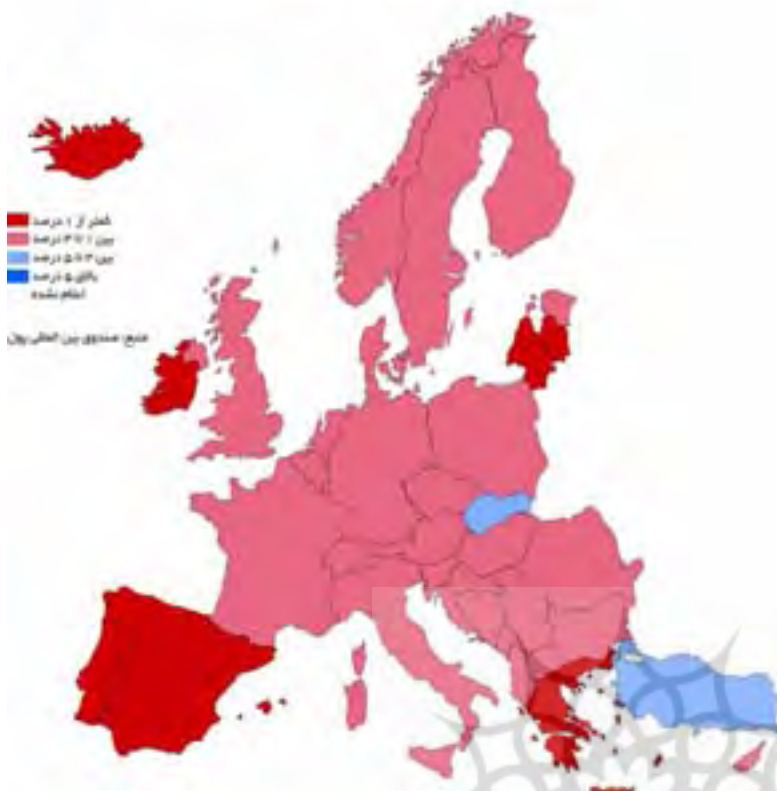 کمتر از ۱ درصد
بین ۱ تا ۳ درصد
بین ۳ تا ۵ درصد
بالای ۵ درصد
انجام نشده
منبع: صندوق بین المللی پول